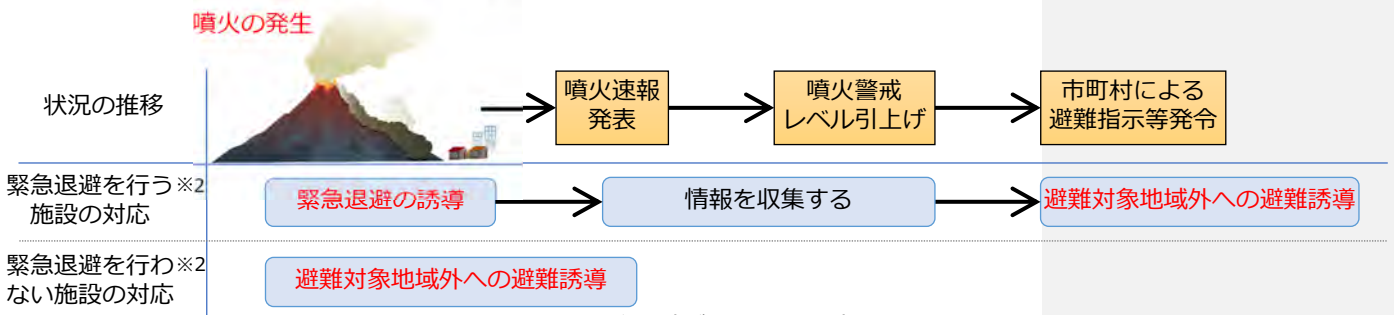 噴火の発生
状況の推移
噴火速報
発表
噴火警戒
レベル引上げ
市町村による
避難指示等発令
緊急退避を行う※2
施設の対応
緊急退避の誘導
情報を収集する
避難対象地域外への避難誘導
緊急退避を行わ※2
ない施設の対応
避難対象地域外への避難誘導